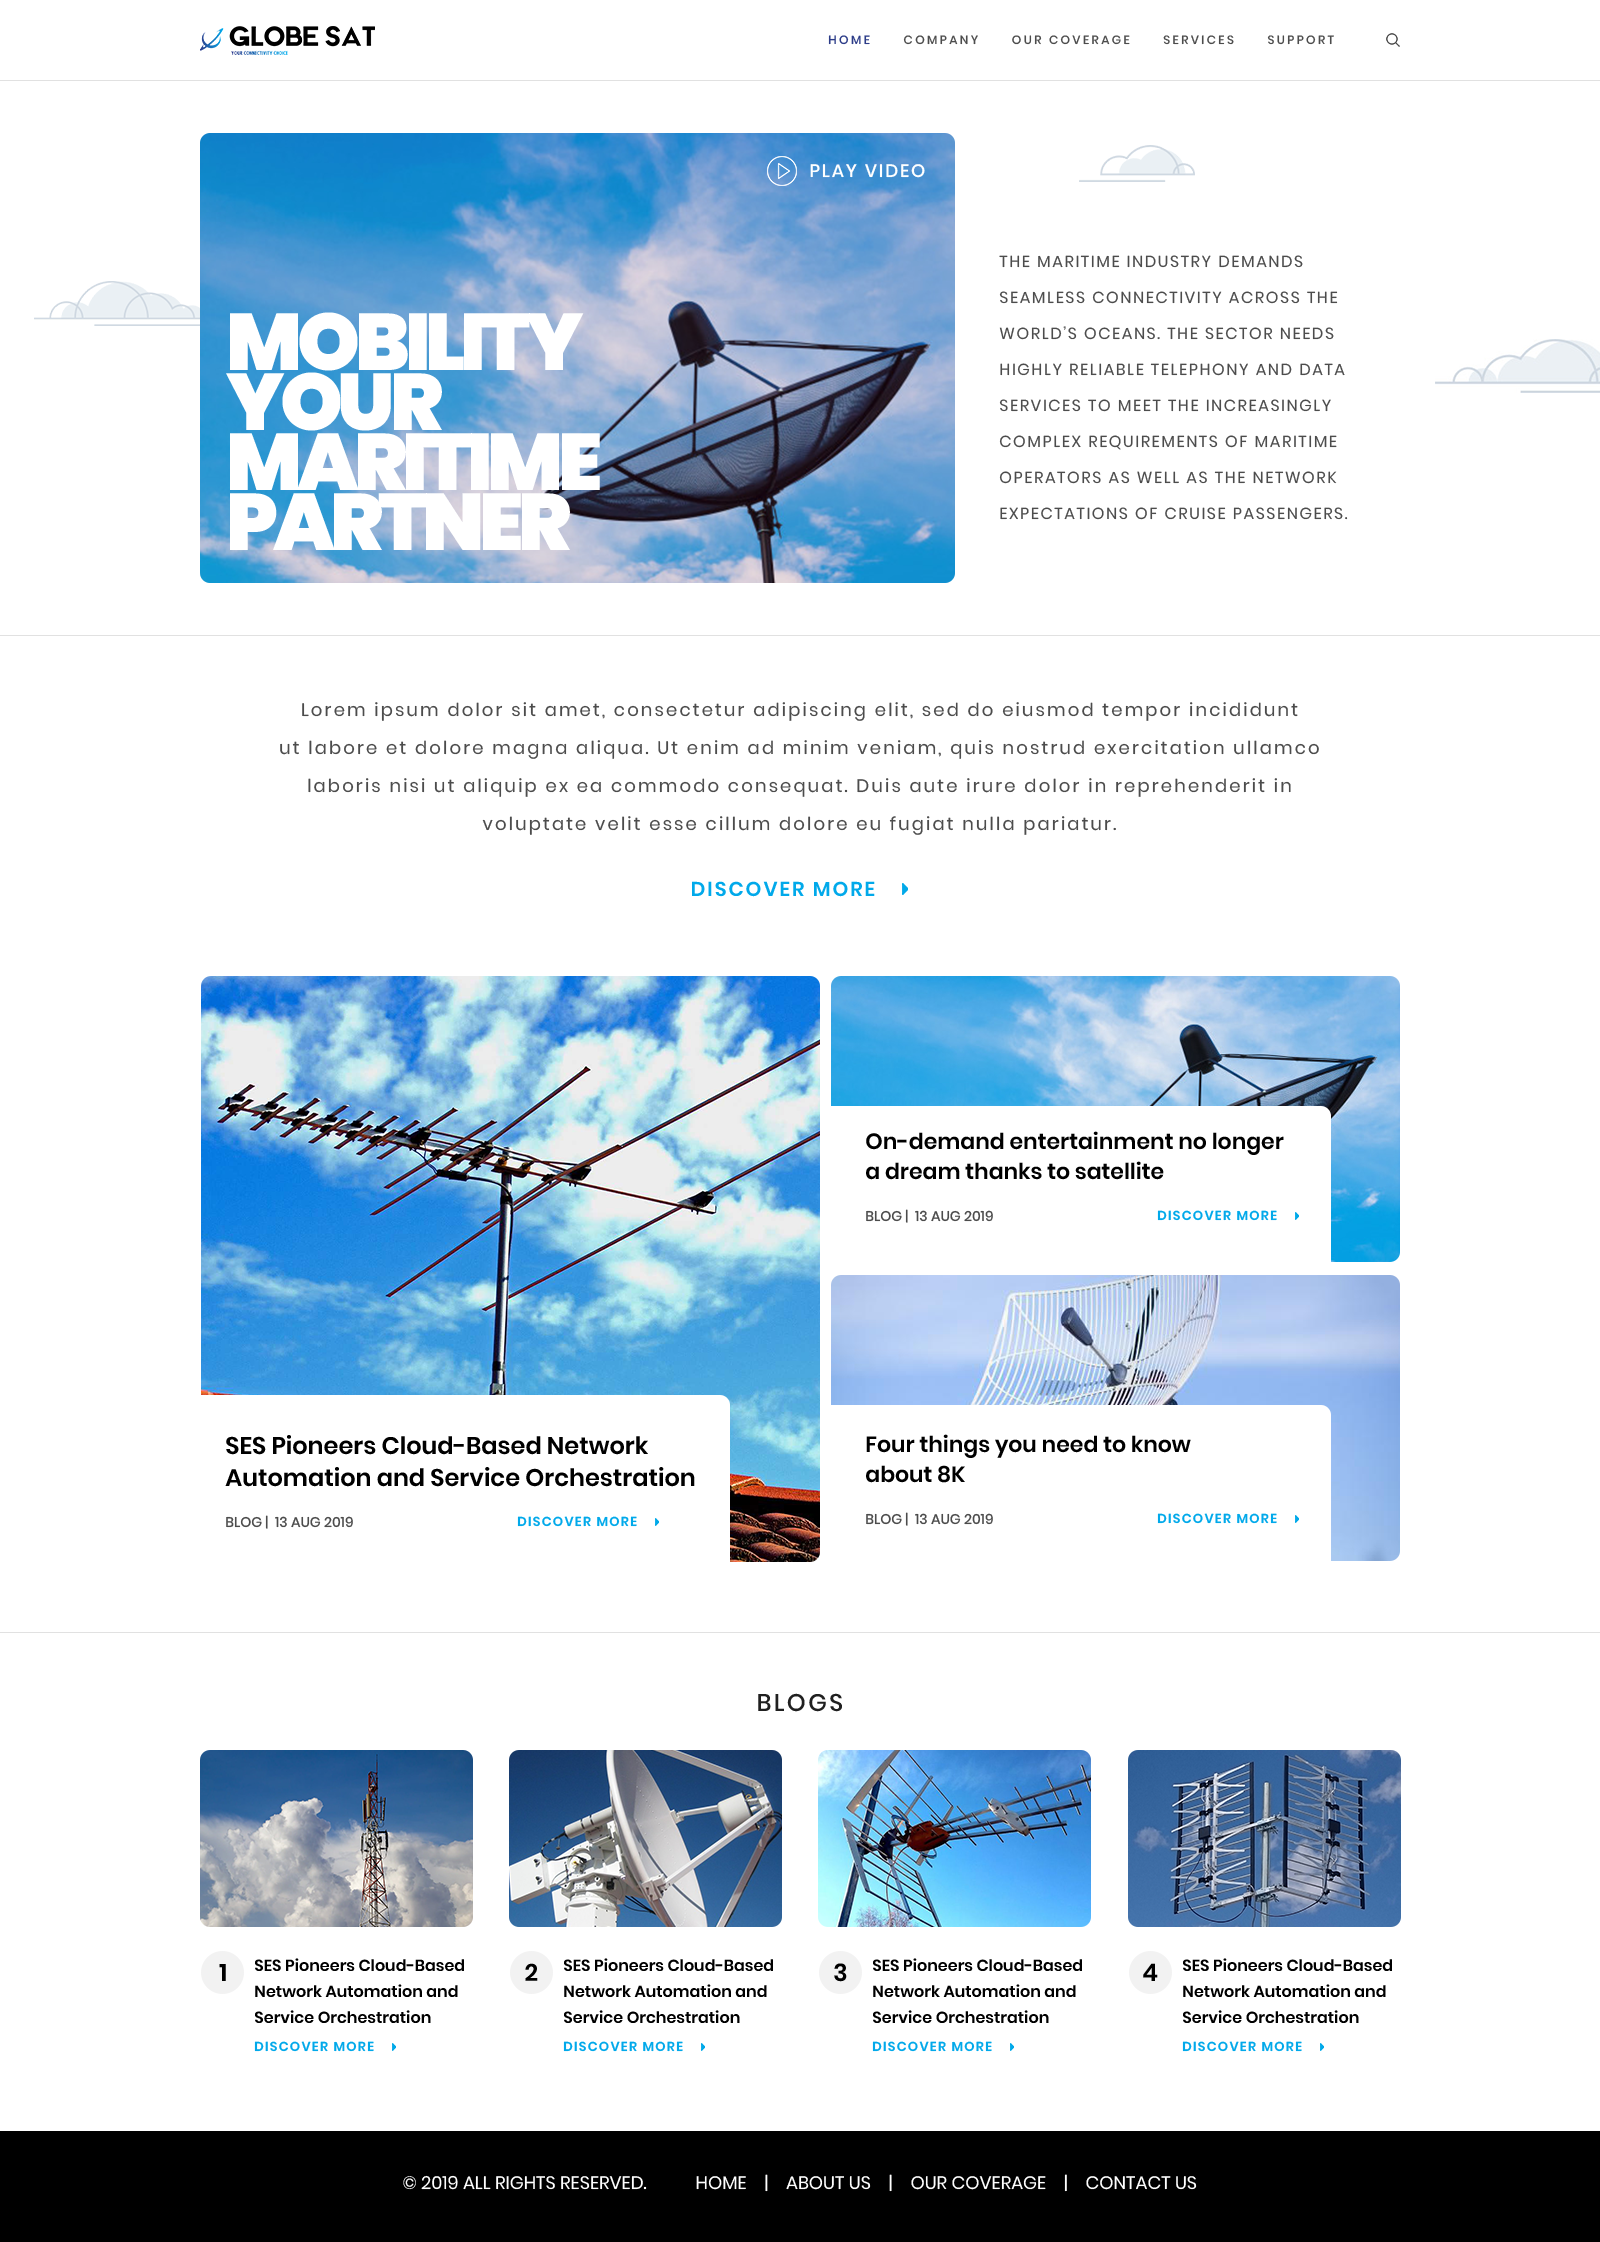 GLOBE SAT
YOUR CONNECTIVITY CHOICE
HOME COMPANY OUR COVERAGE SERVICES SUPPORT
PLAY VIDEO
MOBILITY
YOUR
MARITIME
PARTNER
THE MARITIME INDUSTRY DEMANDS
SEAMLESS CONNECTIVITY ACROSS THE
WORLD'S OCEANS. THE SECTOR NEEDS
HIGHLY RELIABLE TELEPHONY AND DATA
SERVICES TO MEET THE INCREASINGLY
COMPLEX REQUIREMENTS OF MARITIME
OPERATORS AS WELL AS THE NETWORK
EXPECTATIONS OF CRUISE PASSENGERS.
Lorem ipsum dolor sit amet, consectetur adipiscing elit, sed do eiusmod tempor incididunt
ut labore et dolore magna aliqua. Ut enim ad minim veniam, quis nostrud exercitation ullamco
laboris nisi ut aliquip ex ea commodo consequat. Duis aute irure dolor in reprehenderit in
voluptate velit esse cillum dolore eu fugiat nulla pariatur.
DISCOVER MORE
SES Pioneers Cloud-Based Network
Automation and Service Orchestration
BLOG | 13 AUG 2019 DISCOVER MORE
On-demand entertainment no longer
a dream thanks to satellite
BLOG | 13 AUG 2019 DISCOVER MORE
Four things you need to know
about 8K
BLOG | 13 AUG 2019 DISCOVER MORE
BLOGS
1
SES Pioneers Cloud-Based
Network Automation and
Service Orchestration
DISCOVER MORE
2
SES Pioneers Cloud-Based
Network Automation and
Service Orchestration
DISCOVER MORE
3
SES Pioneers Cloud-Based
Network Automation and
Service Orchestration
DISCOVER MORE
4
SES Pioneers Cloud-Based
Network Automation and
Service Orchestration
DISCOVER MORE
© 2019 ALL RIGHTS RESERVED. HOME | ABOUT US | OUR COVERAGE | CONTACT US